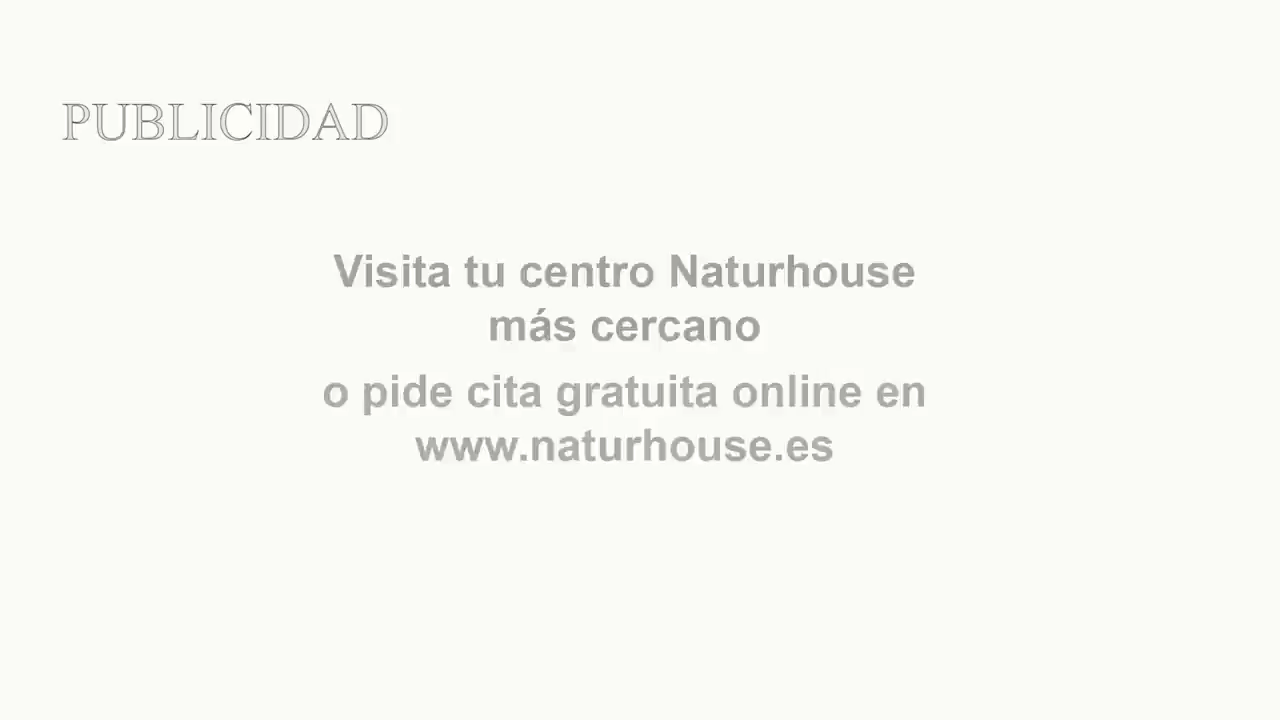 PUBLICIDAD
Visita tu centro Naturhouse
más cercano
o pide cita gratuita online en
www.naturhouse.es